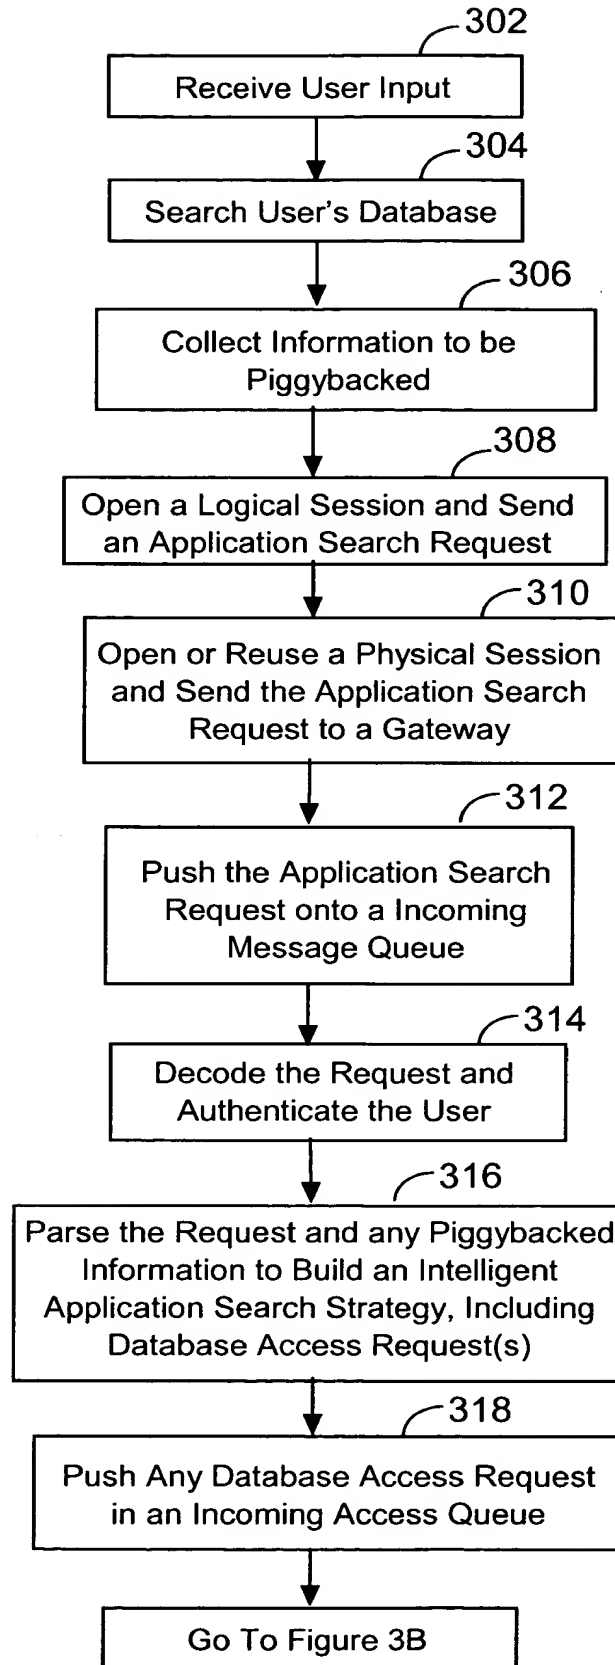 302
Receive User Input
304
Search User's Database
306
Collect Information to be
Piggybacked
308
Open a Logical Session and Send
an Application Search Request
310
Open or Reuse a Physical Session
and Send the Application Search
Request to a Gateway
312
Push the Application Search
Request onto a Incoming
Message Queue
314
Decode the Request and
Authenticate the User
316
Parse the Request and any Piggybacked
Information to Build an Intelligent
Application Search Strategy, Including
Database Access Request(s)
318
Push Any Database Access Request
in an Incoming Access Queue
Go To Figure 3B